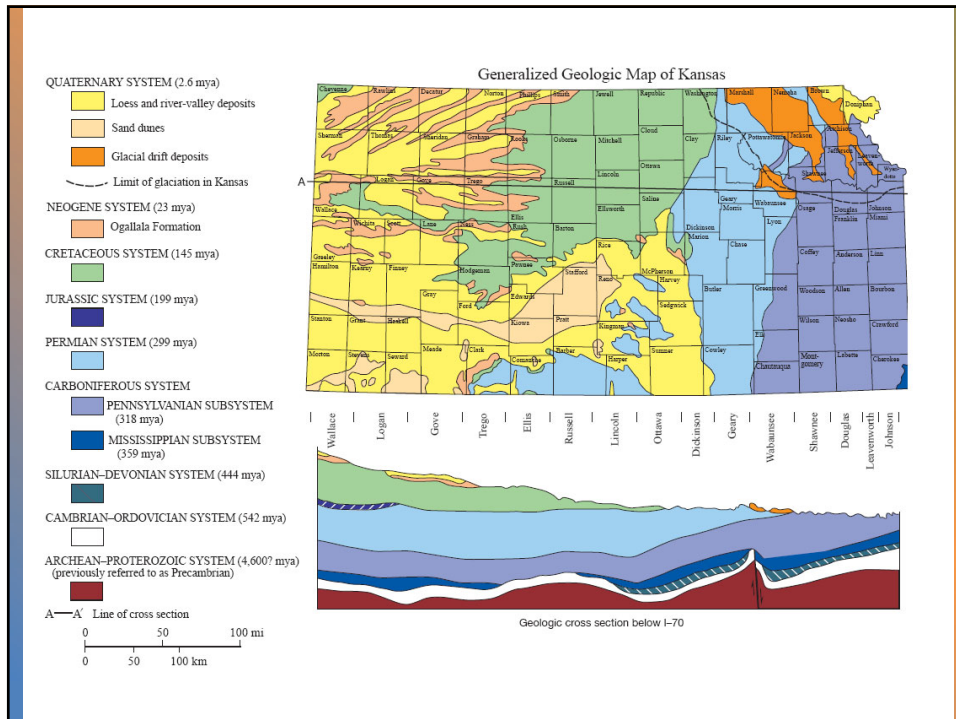 Generalized Geologic Map of Kansas
QUATERNARY SYSTEM (2.6 mya)
Loess and river-valley deposits
Sand dunes
Glacial drift deposits
Limit of glaciation in Kansas
NEOGENE SYSTEM (23 mya)
Ogallala Formation
CRETACEOUS SYSTEM (145 mya)
JURASSIC SYSTEM (199 mya)
PERMIAN SYSTEM (299 mya)
CARBONIFEROUS SYSTEM
PENNSYLVANIAN SUBSYSTEM
(318 mya)
MISSISSIPPIAN SUBSYSTEM
(359 mya)
SILURIAN–DEVONIAN SYSTEM (444 mya)
CAMBRIAN–ORDOVICIAN SYSTEM (542 mya)
ARCHEAN–PROTEROZOIC SYSTEM (4,600? mya)
(previously referred to as Precambrian)
A — A′ Line of cross section
0 50 100 mi
0 50 100 km
Cheyenne Rawlins Decatur Norton Phillips Smith Jewell Republic Washington Marshall Nemaha Brown Doniphan
Sherman Thomas Sheridan Graham Rooks Osborne Mitchell Cloud Clay Riley Pottawatomie Jackson Atchison
Jefferson Leaven-
worth
Wyan-
dotte
Ottawa
Lincoln
A
Wallace Logan Gove Trego Russell Saline Geary Wabaunsee Shawnee
Ellis Ellsworth Dickinson Morris Osage Douglas Johnson
Greeley Wichita Scott Lane Ness Rush Barton Rice McPherson Marion Chase Lyon Franklin Miami
Hamilton Kearny Finney Hodgeman Pawnee Stafford Reno Harvey Coffey Anderson Linn
Gray Ford Edwards Sedgwick Butler Greenwood Woodson Allen Bourbon
Stanton Grant Haskell Kiowa Pratt Kingman Elk Wilson Neosho Crawford
Morton Stevens Seward Meade Clark Comanche Barber Harper Sumner Cowley Chautauqua Mont-
gomery
Labette Cherokee
Wallace
Logan
Gove
Trego
Ellis
Russell
Lincoln
Ottawa
Dickinson
Geary
Wabaunsee
Shawnee
Douglas
Leavenworth
Johnson
Geologic cross section below I–70